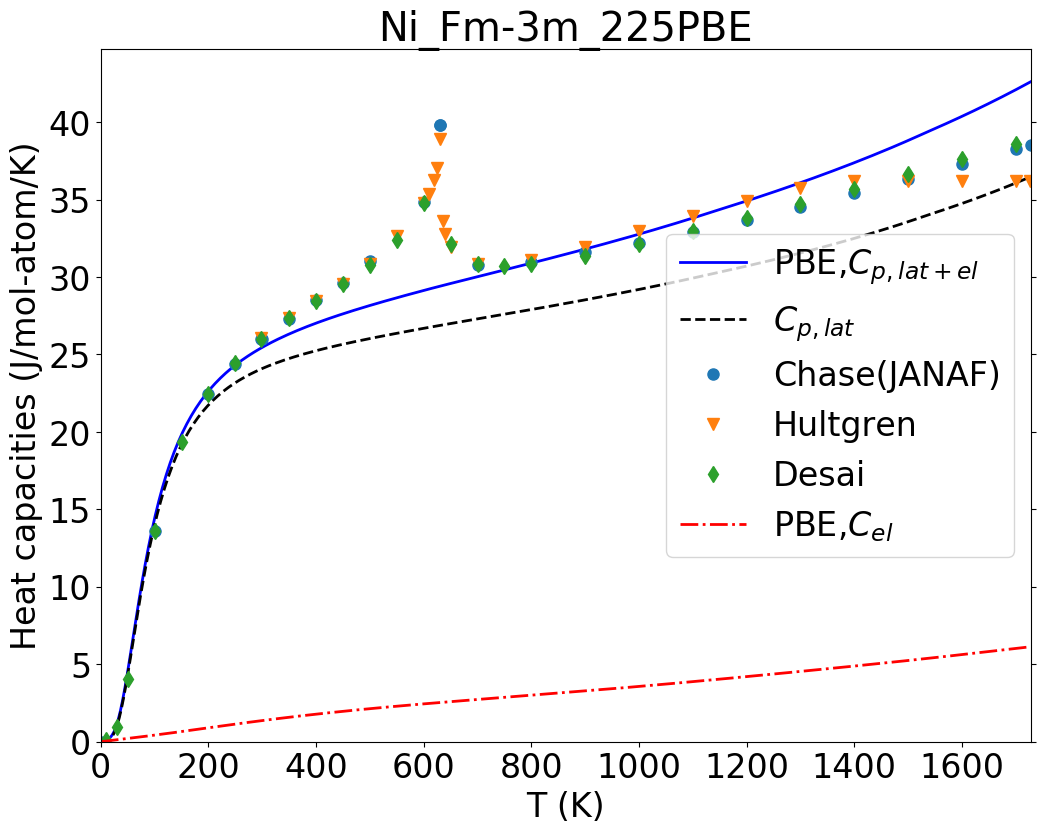 Ni_Fm-3m_225PBE
Heat capacities (J/mol-atom/K)
40
35
30
25
20
15
10
5
0
PBE,C_{p,lat+el}
C_{p,lat}
Chase(JANAF)
Hultgren
Desai
PBE,C_{el}
0 200 400 600 800 1000 1200 1400 1600
T (K)